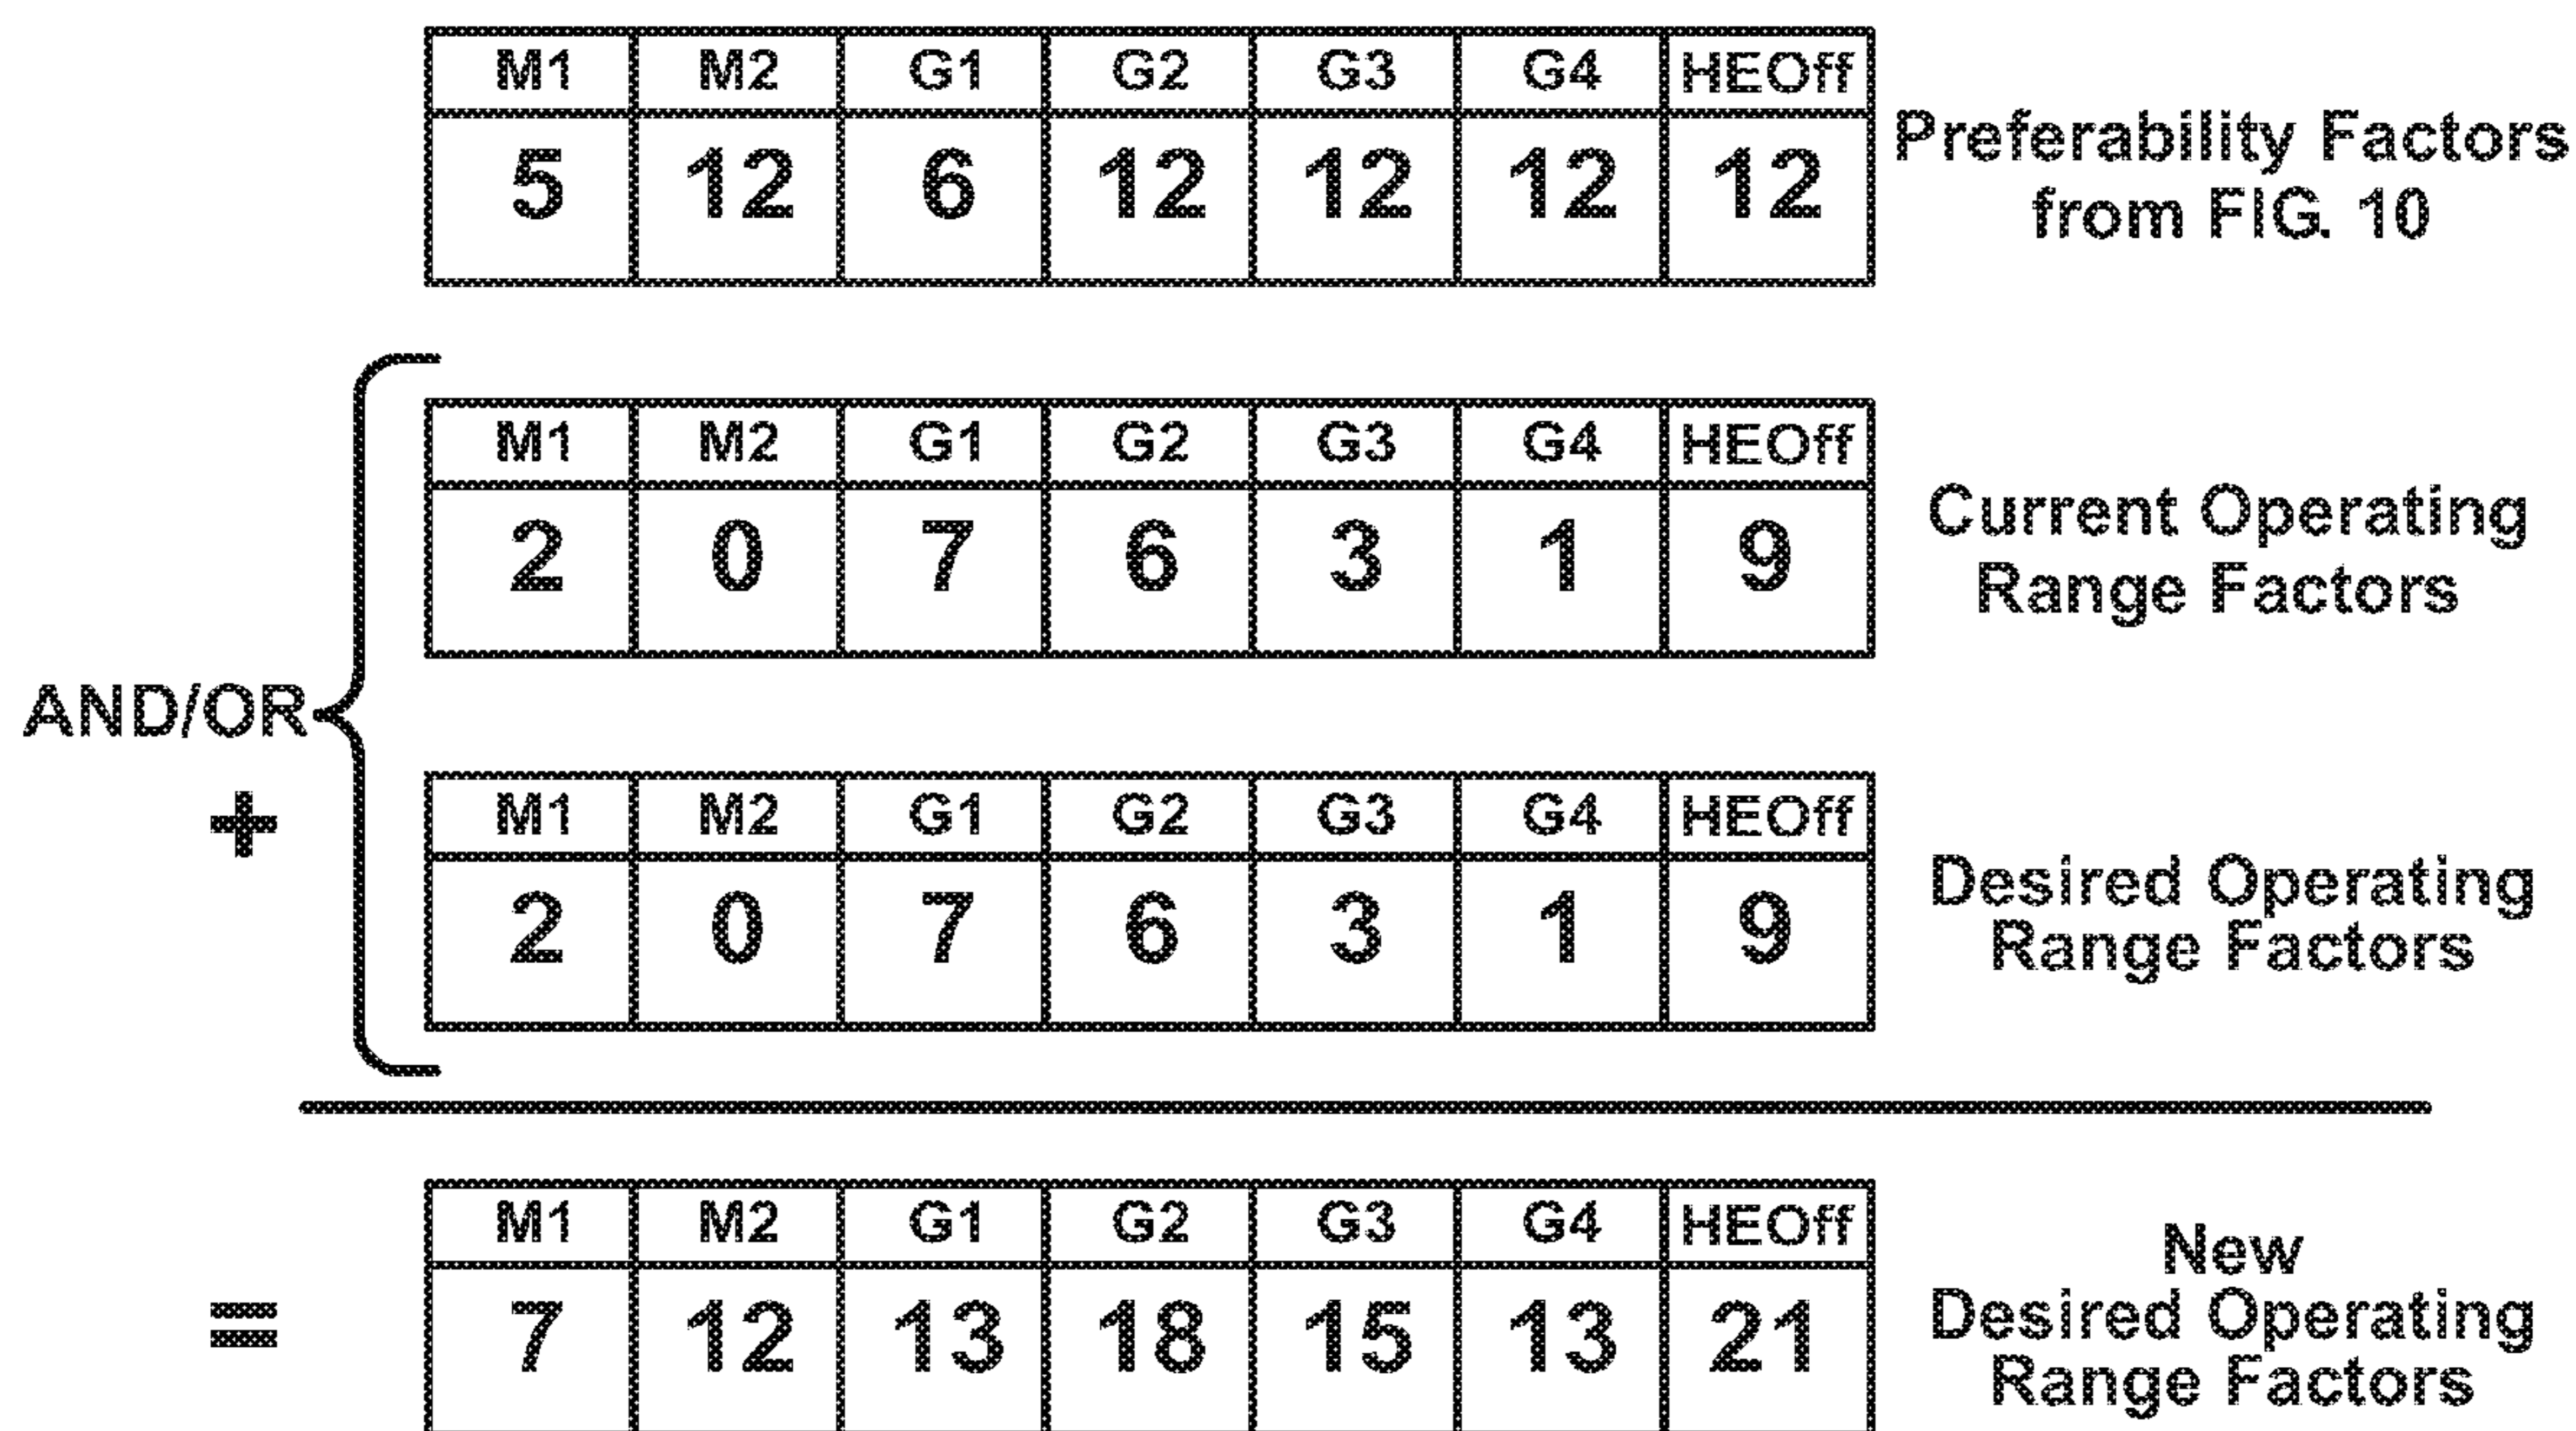 M1 M2 G1 G2 G3 G4 HEOff
5 12 6 12 12 12 12
Preferability Factors
from FIG. 10
M1 M2 G1 G2 G3 G4 HEOff
2 0 7 6 3 1 9
Current Operating
Range Factors
AND/OR
+
M1 M2 G1 G2 G3 G4 HEOff
2 0 7 6 3 1 9
Desired Operating
Range Factors
=
M1 M2 G1 G2 G3 G4 HEOff
7 12 13 18 15 13 21
New
Desired Operating
Range Factors